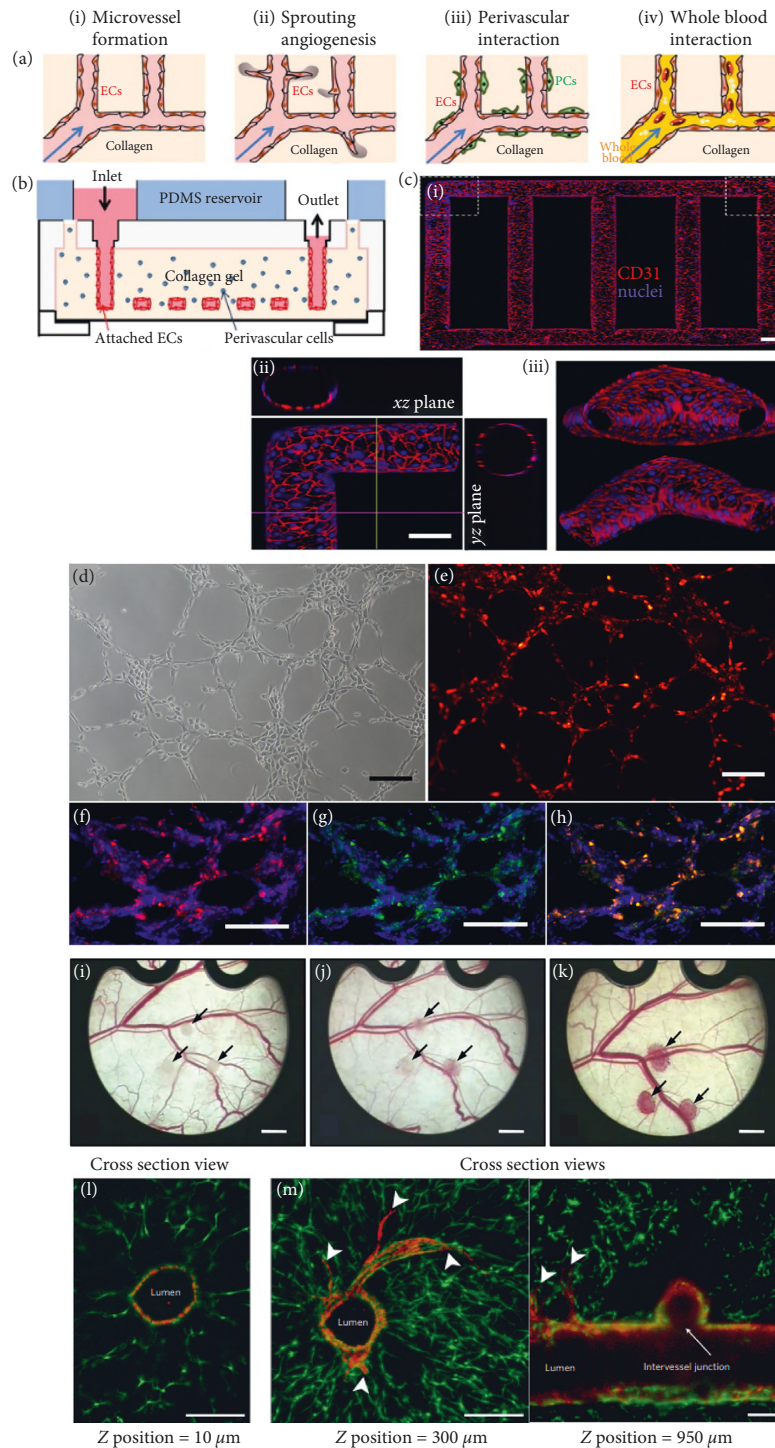 (i) Microvessel
formation
(ii) Sprouting
angiogenesis
(iii) Perivascular
interaction
(iv) Whole blood
interaction
(a)
ECs
Collagen
ECs
Collagen
ECs
PCs
Collagen
ECs
Whole
blood
Collagen
(b)
Inlet
PDMS reservoir
Outlet
Collagen gel
Attached ECs
Perivascular cells
(c)
(i)
CD31
nuclei
(ii)
xz plane
yz plane
(iii)
(d)
(e)
(f)
(g)
(h)
(i)
(j)
(k)
Cross section view
Cross section views
(l)
Lumen
(m)
Lumen
Lumen
Intervessel junction
Z position = 10 μm
Z position = 300 μm
Z position = 950 μm